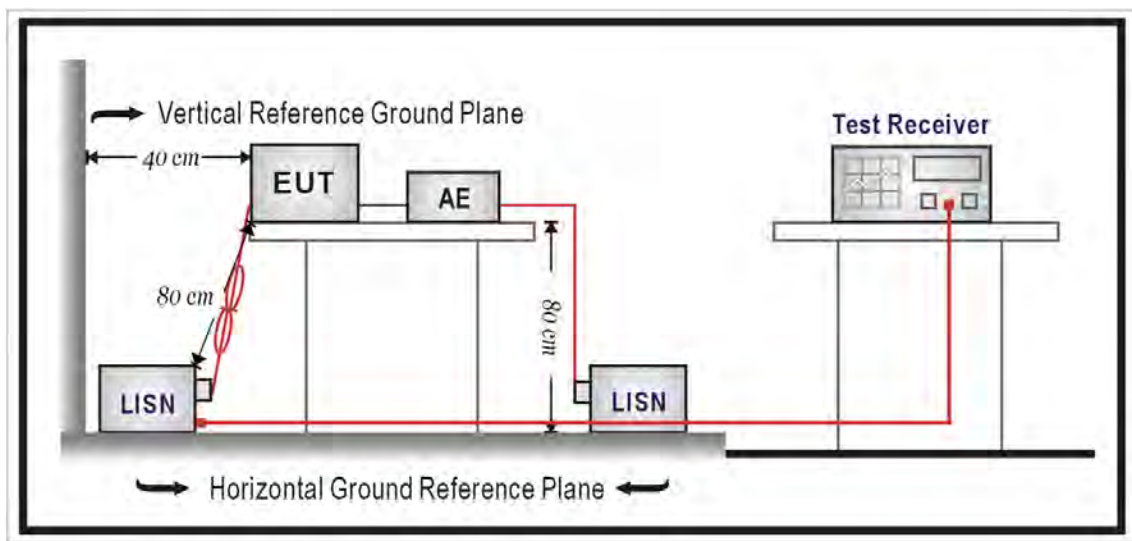 Vertical Reference Ground Plane
Test Receiver
40 cm
EUT
AE
80 cm
80 cm
LISN
LISN
Horizontal Ground Reference Plane